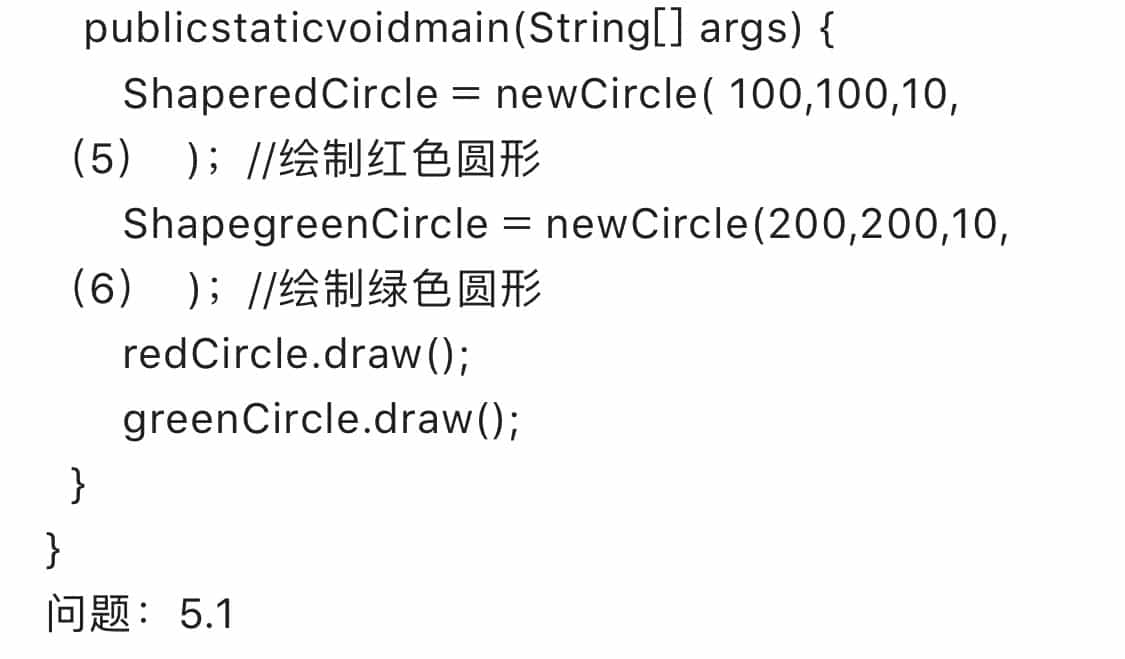 publicstaticvoidmain(String[] args) {
ShaperedCircle = newCircle( 100,100,10,
（5） ）；//绘制红色圆形
ShapegreenCircle = newCircle(200,200,10,
（6） ）；//绘制绿色圆形
redCircle.draw();
greenCircle.draw();
}
}
问题：5.1